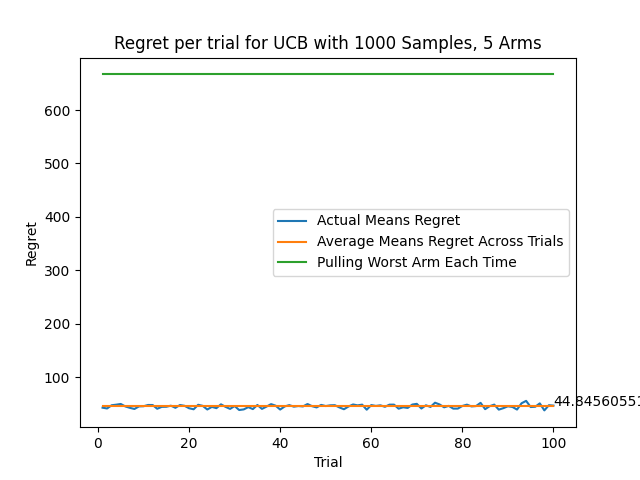 Regret per trial for UCB with 1000 Samples, 5 Arms
Regret
600
500
400
300
200
100
Actual Means Regret
Average Means Regret Across Trials
Pulling Worst Arm Each Time
44.84560551
0
20
40
60
80
100
Trial